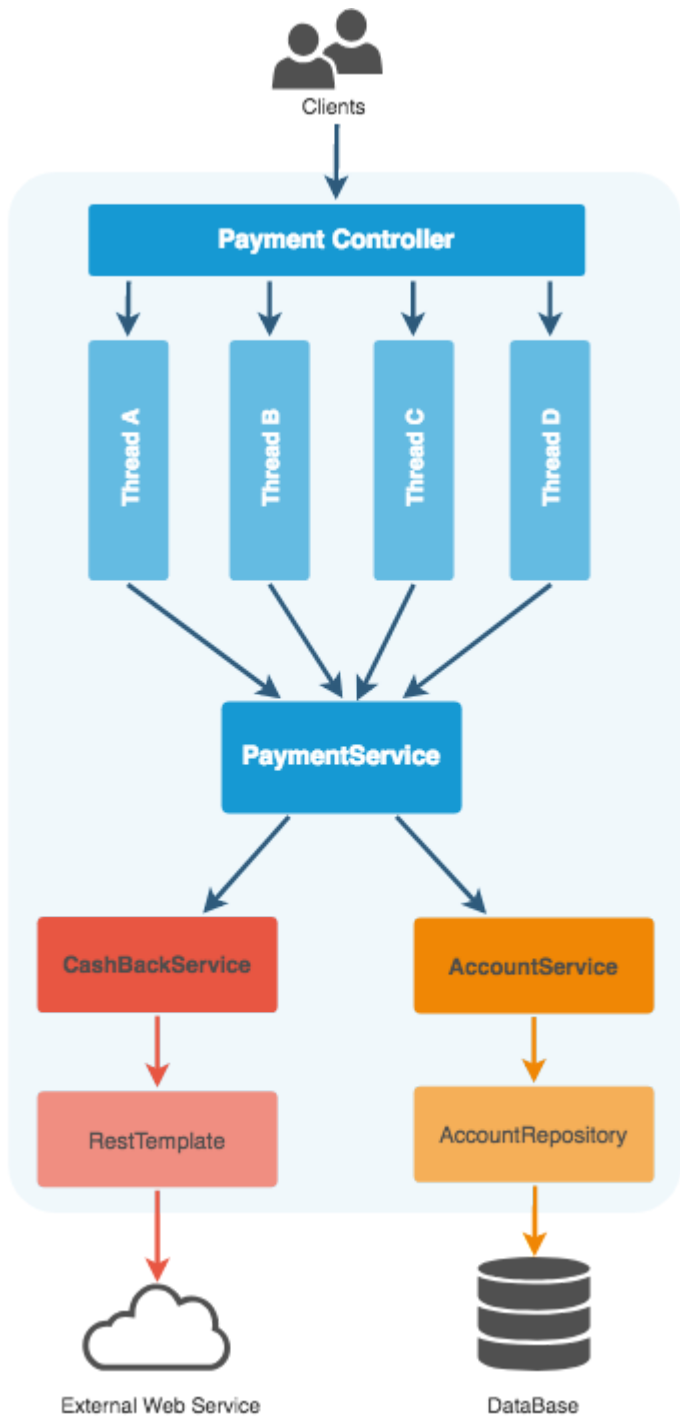 Clients
Payment Controller
Thread A
Thread B
Thread C
Thread D
PaymentService
CashBackService
AccountService
RestTemplate
AccountRepository
External Web Service
DataBase